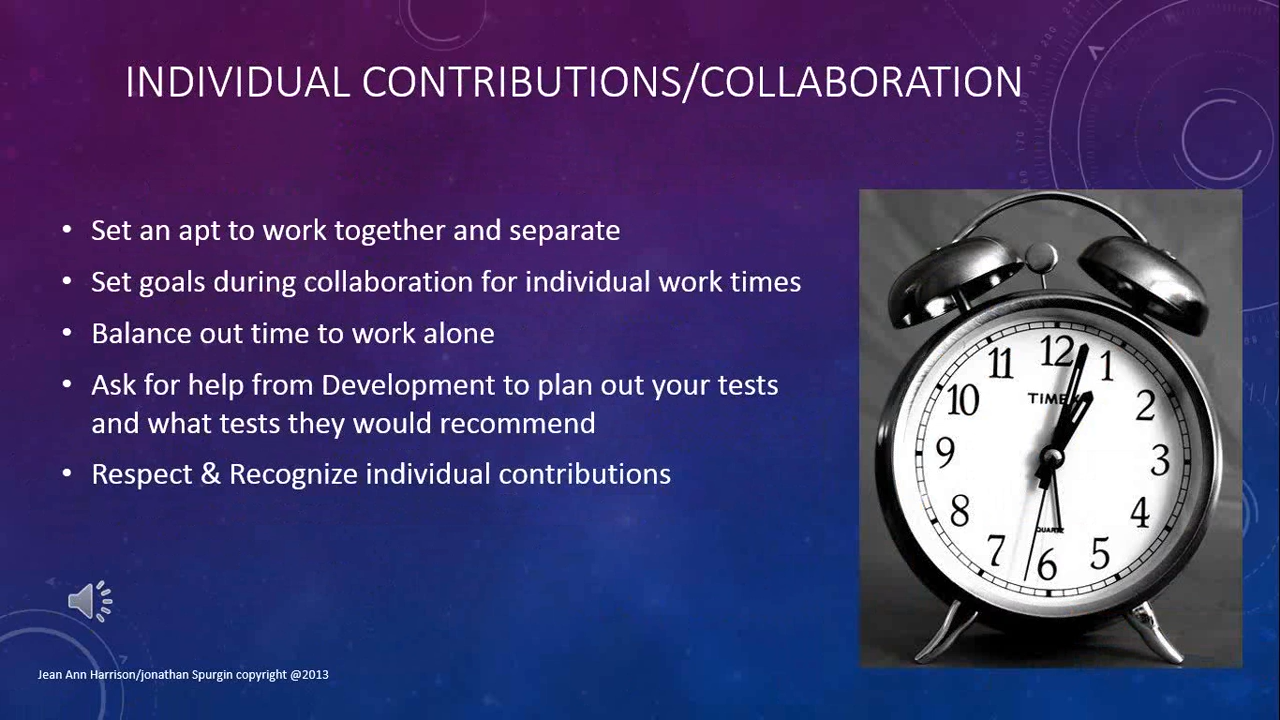 INDIVIDUAL CONTRIBUTIONS/COLLABORATION
• Set an apt to work together and separate
• Set goals during collaboration for individual work times
• Balance out time to work alone
• Ask for help from Development to plan out your tests
and what tests they would recommend
• Respect & Recognize individual contributions
12
11 1
TIMEX
10 2
9 3
8 4
QUARTZ
7 5
6
Jean Ann Harrison/jonathan Spurgin copyright @2013